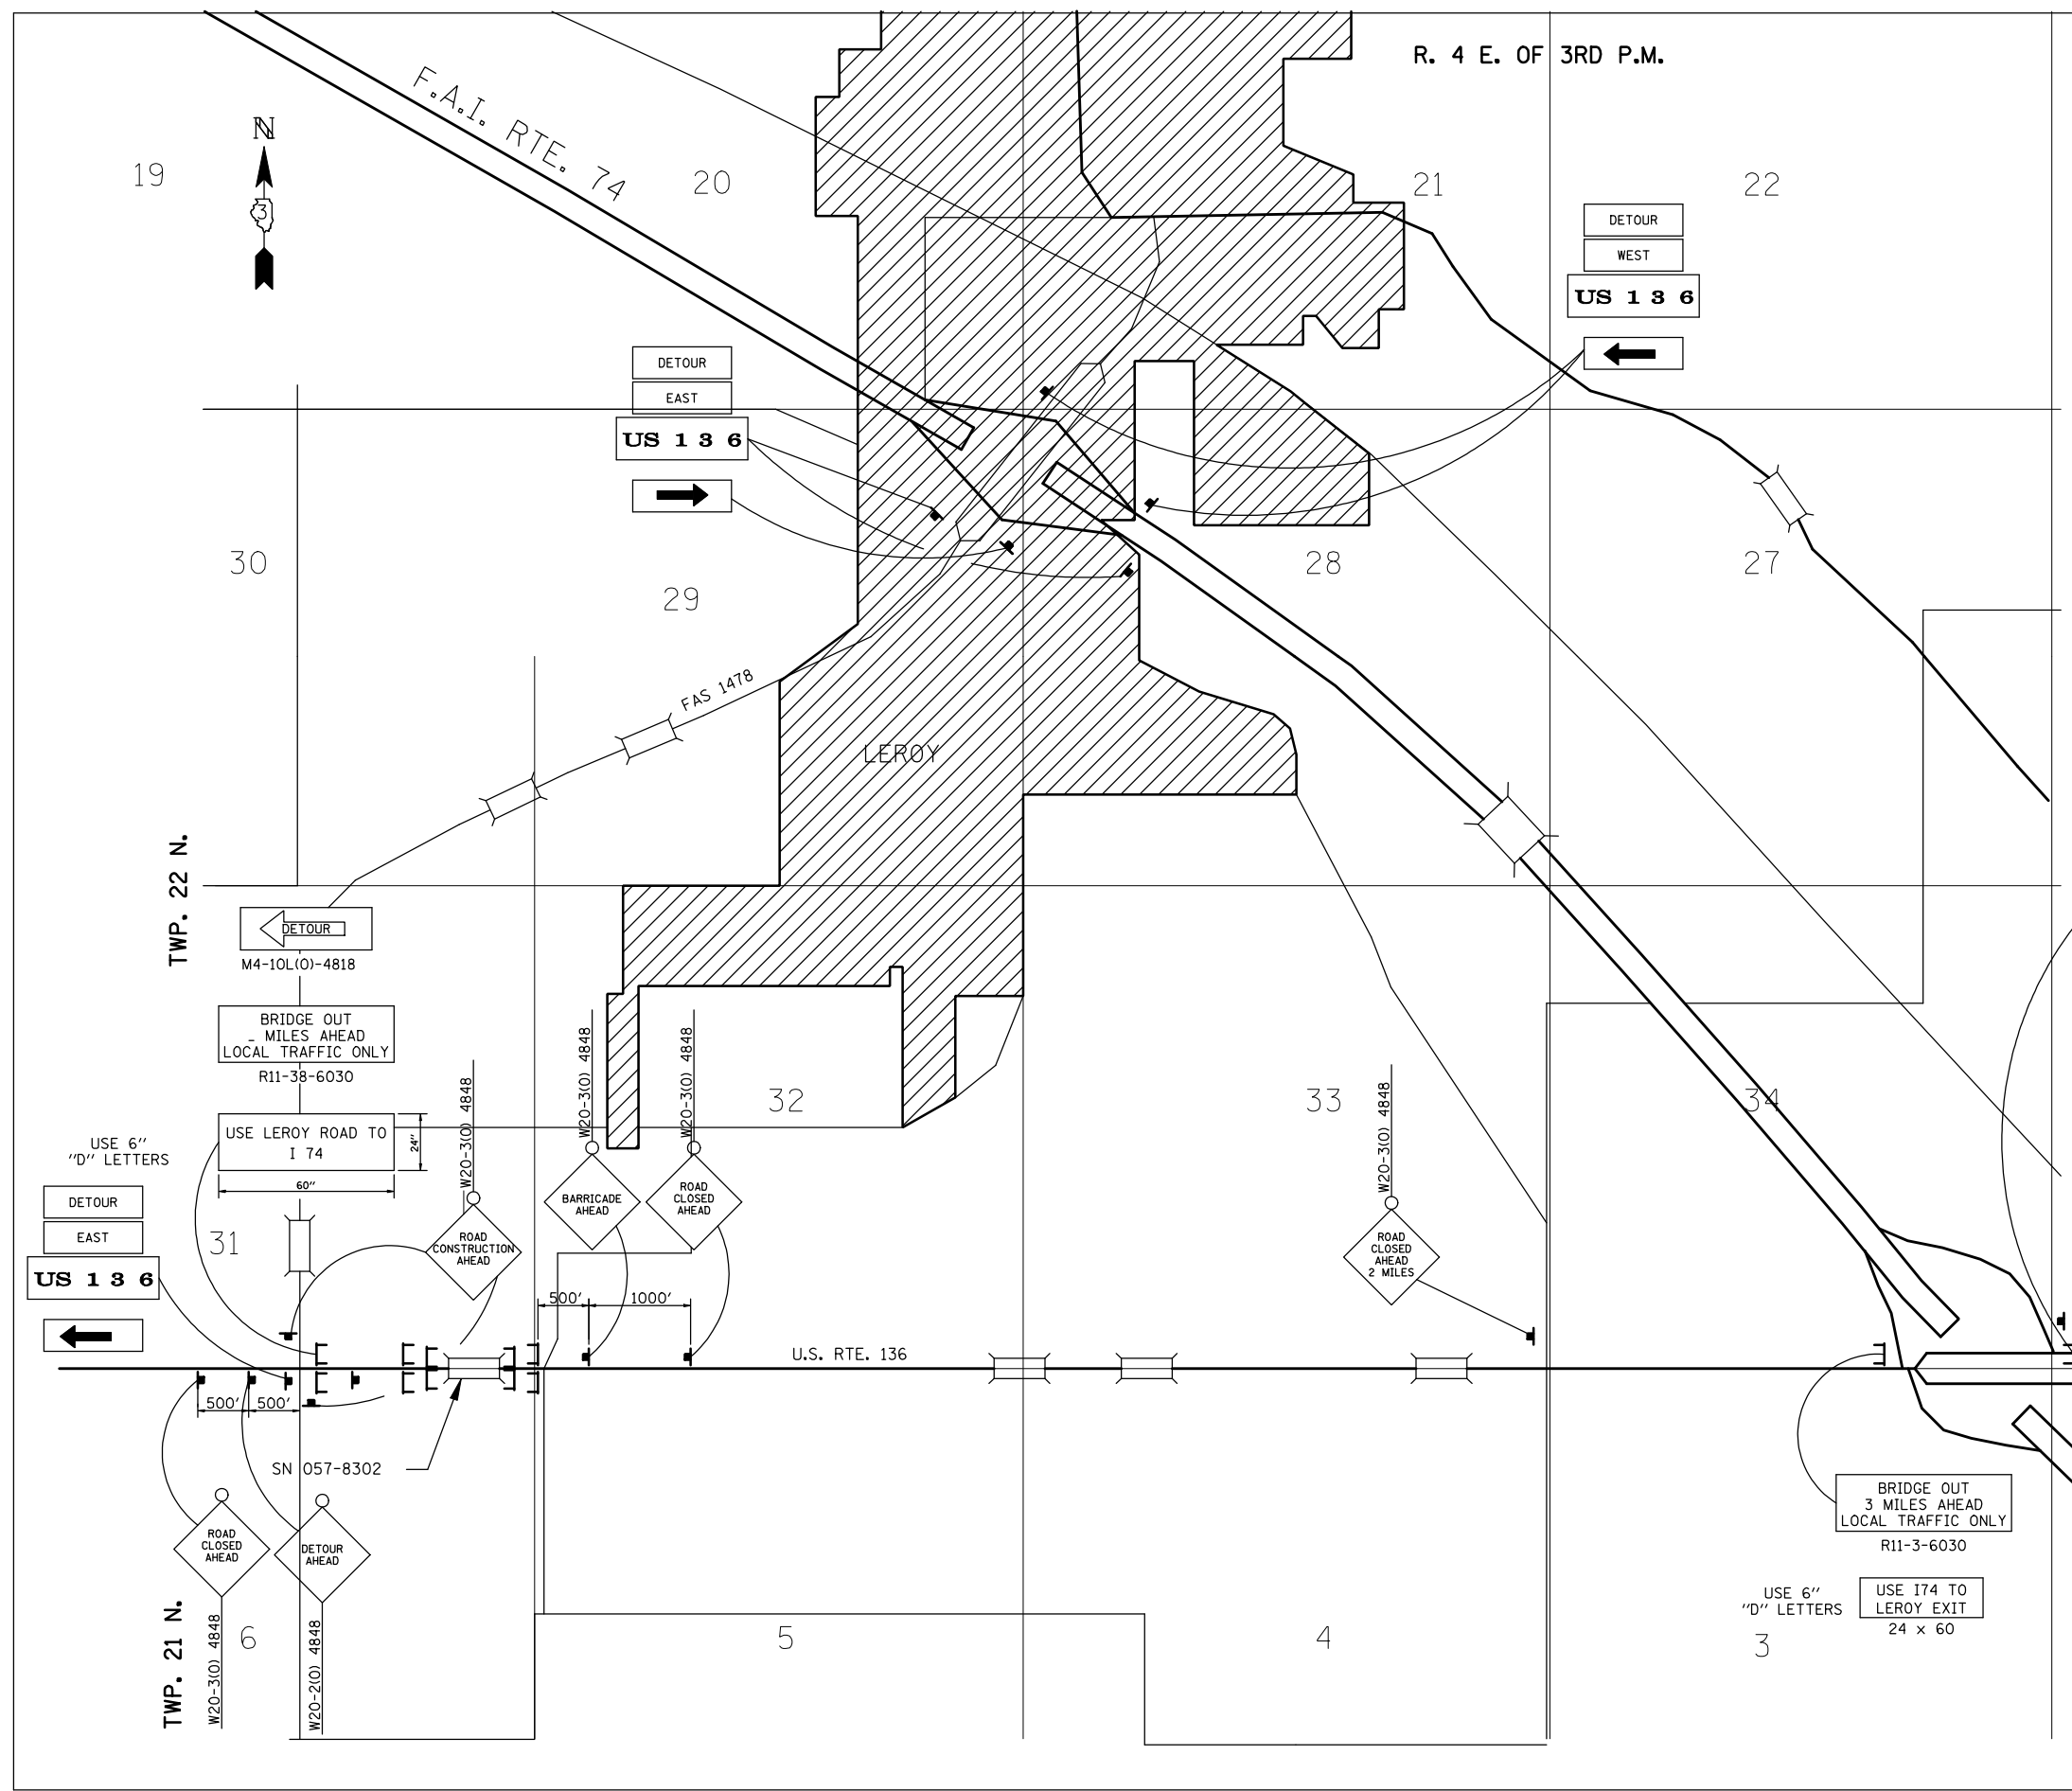 R. 4 E. OF 3RD P.M.
F.A.I. RTE. 74
N
3
19
20
21
22
DETOUR
WEST
US 136
DETOUR
EAST
US 136
30
29
28
27
FAS 1478
LEROY
TWP. 22 N.
DETOUR
M4-10L(O)-4818
BRIDGE OUT
_ MILES AHEAD
LOCAL TRAFFIC ONLY
R11-38-6030
USE LEROY ROAD TO
I 74
24"
60"
USE 6"
"D" LETTERS
DETOUR
EAST
US 136
31
32
33
34
W20-3(O) 4848
ROAD
CONSTRUCTION
AHEAD
W20-3(O) 4848
BARRICADE
AHEAD
W20-3(O) 4848
ROAD
CLOSED
AHEAD
W20-3(O) 4848
ROAD
CLOSED
AHEAD
2 MILES
500'
1000'
U.S. RTE. 136
500'
500'
SN 057-8302
ROAD
CLOSED
AHEAD
W20-3(O) 4848
DETOUR
AHEAD
W20-2(O) 4848
BRIDGE OUT
3 MILES AHEAD
LOCAL TRAFFIC ONLY
R11-3-6030
USE 6"
"D" LETTERS
USE I74 TO
LEROY EXIT
24 x 60
TWP. 21 N.
6
5
4
3